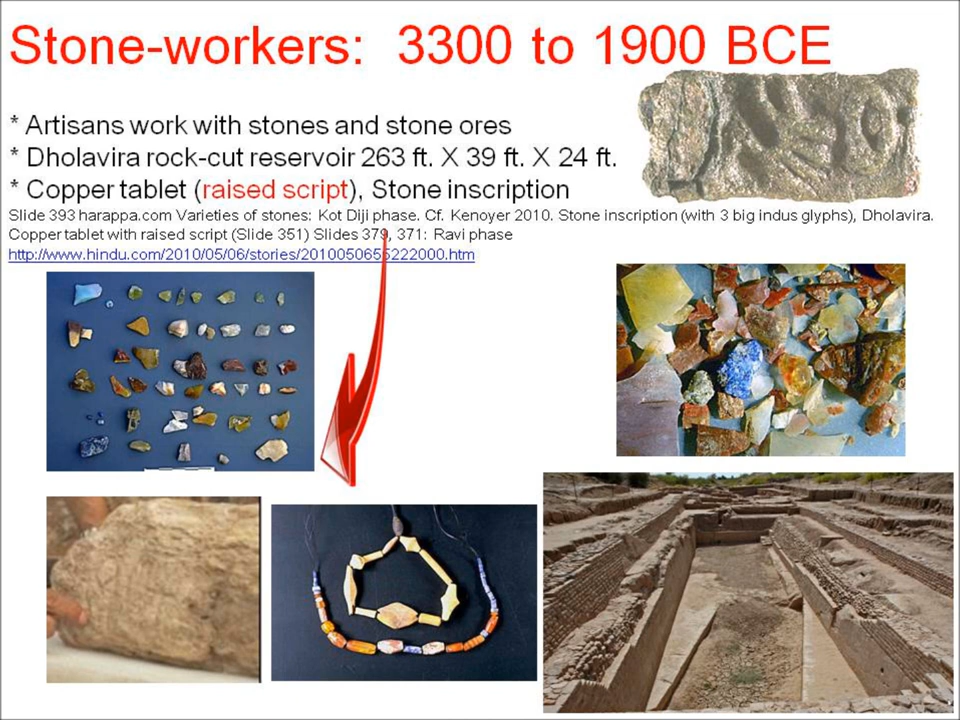 Stone-workers: 3300 to 1900 BCE
* Artisans work with stones and stone ores
* Dholavira rock-cut reservoir 263 ft. X 39 ft. X 24 ft.
* Copper tablet (raised script), Stone inscription
Slide 393 harappa.com Varieties of stones: Kot Diji phase. Cf. Kenoyer 2010. Stone inscription (with 3 big indus glyphs), Dholavira.
Copper tablet with raised script (Slide 351) Slides 379, 371: Ravi phase
http://www.hindu.com/2010/05/06/stories/2010050655222000.htm